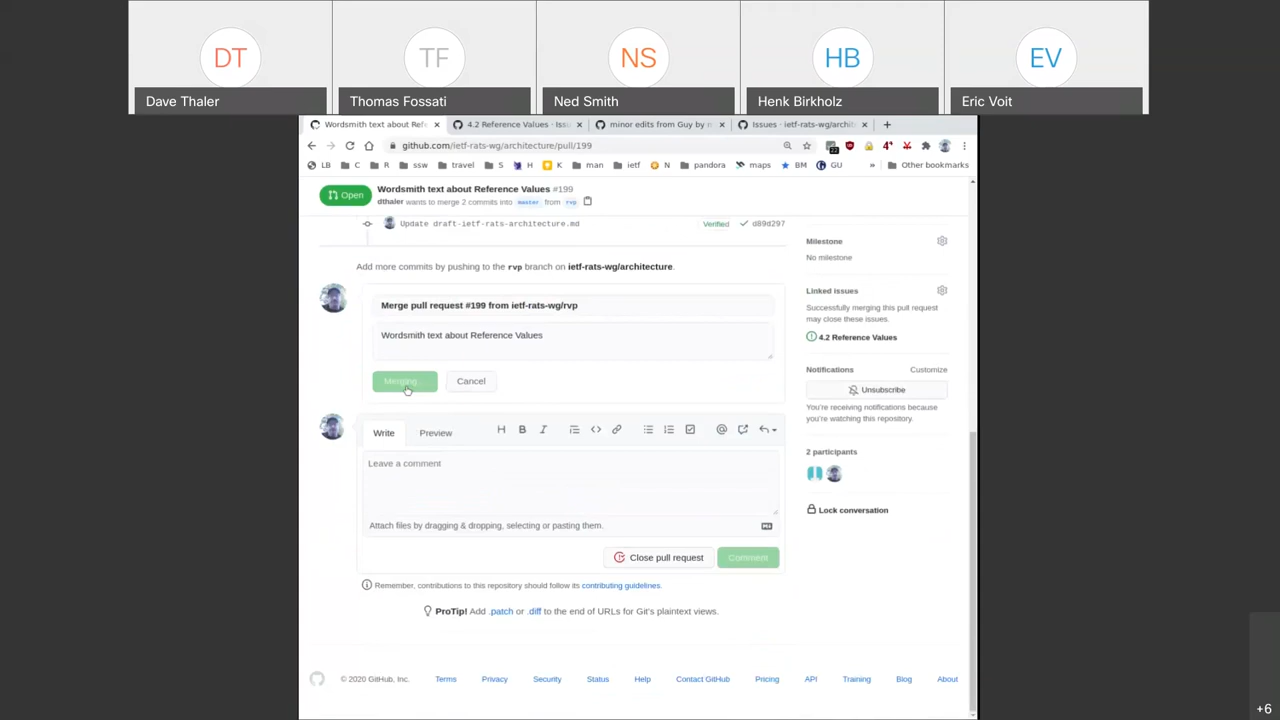 DT
TF
NS
HB
EV
Dave Thaler
Thomas Fossati
Ned Smith
Henk Birkholz
Eric Voit
Wordsmith text about Refe
4.2 Reference Values · Issu
minor edits from Guy by m
Issues · ietf-rats-wg/archit
github.com/ietf-rats-wg/architecture/pull/199
LB
R
ssw
travel
S
H
K
man
ietf
N
pandora
maps
BM
GU
»
Other bookmarks
Open
Wordsmith text about Reference Values #199
dthaler wants to merge 2 commits into master from rvp
Update draft-ietf-rats-architecture.md
Verified
d89d297
Add more commits by pushing to the rvp branch on ietf-rats-wg/architecture.
Merge pull request #199 from ietf-rats-wg/rvp
Wordsmith text about Reference Values
Merging...
Cancel
Write
Preview
H B I
Leave a comment
Attach files by dragging & dropping, selecting or pasting them.
Close pull request
Comment
Remember, contributions to this repository should follow its contributing guidelines.
ProTip! Add .patch or .diff to the end of URLs for Git's plaintext views.
Milestone
No milestone
Linked issues
Successfully merging this pull request
may close these issues.
4.2 Reference Values
Notifications
Customize
Unsubscribe
You're receiving notifications because
you're watching this repository.
2 participants
Lock conversation
© 2020 GitHub, Inc.
Terms
Privacy
Security
Status
Help
Contact GitHub
Pricing
API
Training
Blog
About
+6